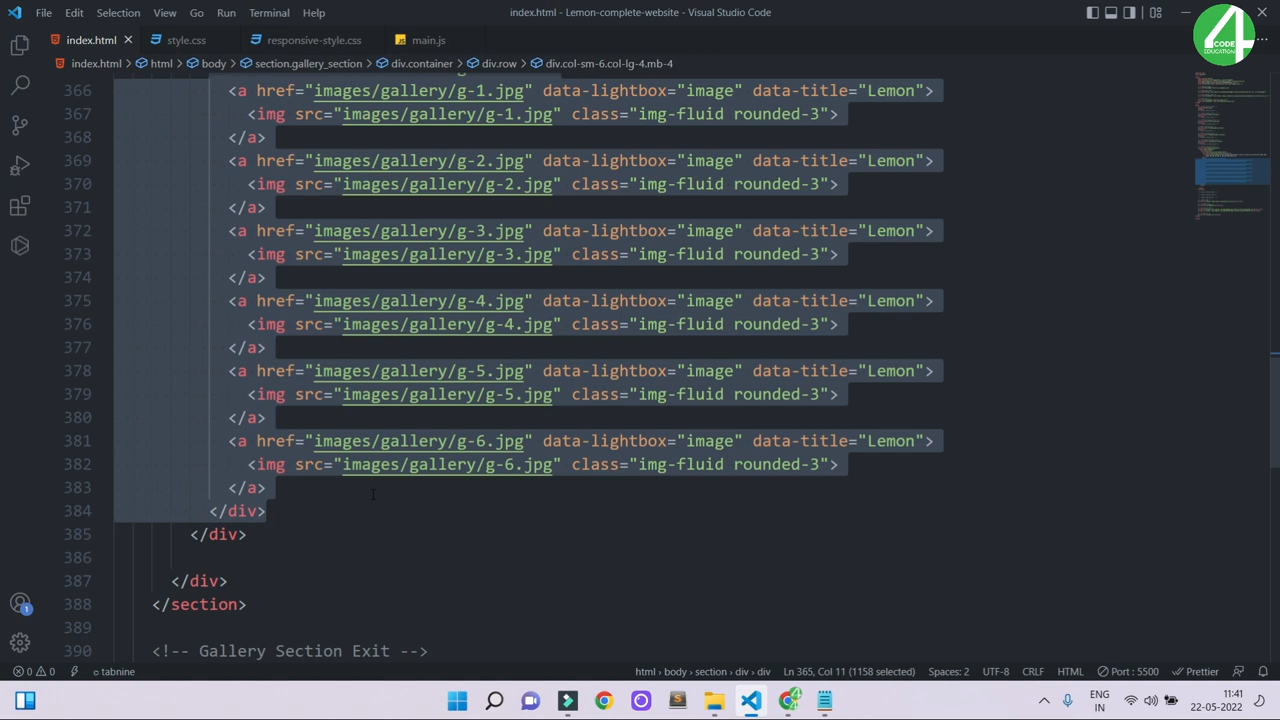 File Edit Selection View Go Run Terminal Help index.html - Lemon-complete-website - Visual Studio Code
4 CODE EDUCATION
index.html style.css responsive-style.css main.js
index.html html body section.gallery_section div.container div.row div.col-sm-6.col-lg-4.mb-4
366 <a href="images/gallery/g-1.jpg" data-lightbox="image" data-title="Lemon">
367 <img src="images/gallery/g-1.jpg" class="img-fluid rounded-3">
368 </a>
369 <a href="images/gallery/g-2.jpg" data-lightbox="image" data-title="Lemon">
370 <img src="images/gallery/g-2.jpg" class="img-fluid rounded-3">
371 </a>
372 <a href="images/gallery/g-3.jpg" data-lightbox="image" data-title="Lemon">
373 <img src="images/gallery/g-3.jpg" class="img-fluid rounded-3">
374 </a>
375 <a href="images/gallery/g-4.jpg" data-lightbox="image" data-title="Lemon">
376 <img src="images/gallery/g-4.jpg" class="img-fluid rounded-3">
377 </a>
378 <a href="images/gallery/g-5.jpg" data-lightbox="image" data-title="Lemon">
379 <img src="images/gallery/g-5.jpg" class="img-fluid rounded-3">
380 </a>
381 <a href="images/gallery/g-6.jpg" data-lightbox="image" data-title="Lemon">
382 <img src="images/gallery/g-6.jpg" class="img-fluid rounded-3">
383 </a>
384 </div>
385 </div>
386
387 </div>
388 </section>
389
390 <!-- Gallery Section Exit -->
0 0 tabnine html > body > section > div > div Ln 365, Col 11 (1158 selected) Spaces: 2 UTF-8 CRLF HTML Port : 5500 Prettier
ENG IN 11:41 22-05-2022